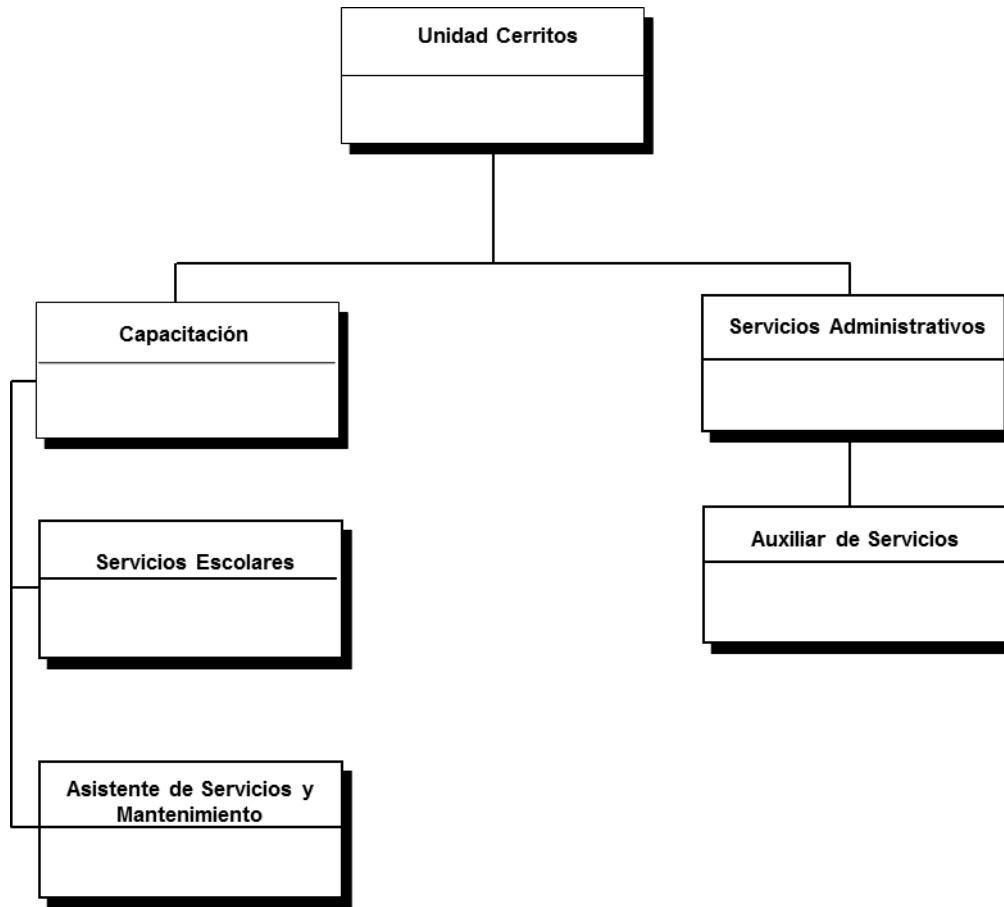 Unidad Cerritos
Capacitación
Servicios Administrativos
Servicios Escolares
Auxiliar de Servicios
Asistente de Servicios y
Mantenimiento